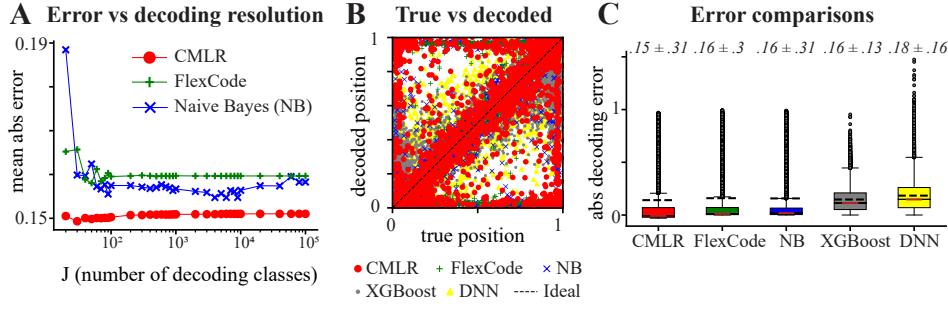 A Error vs decoding resolution
0.19
CMLR
FlexCode
Naive Bayes (NB)
mean abs error
0.15
10² 10³ 10⁴ 10⁵
J (number of decoding classes)
B True vs decoded
1
decoded position
0
0 1
true position
CMLR FlexCode NB
XGBoost DNN Ideal
C Error comparisons
.15 ± .31 .16 ± .3 .16 ± .31 .16 ± .13 .18 ± .16
abs decoding error
1
0
CMLR FlexCode NB XGBoost DNN